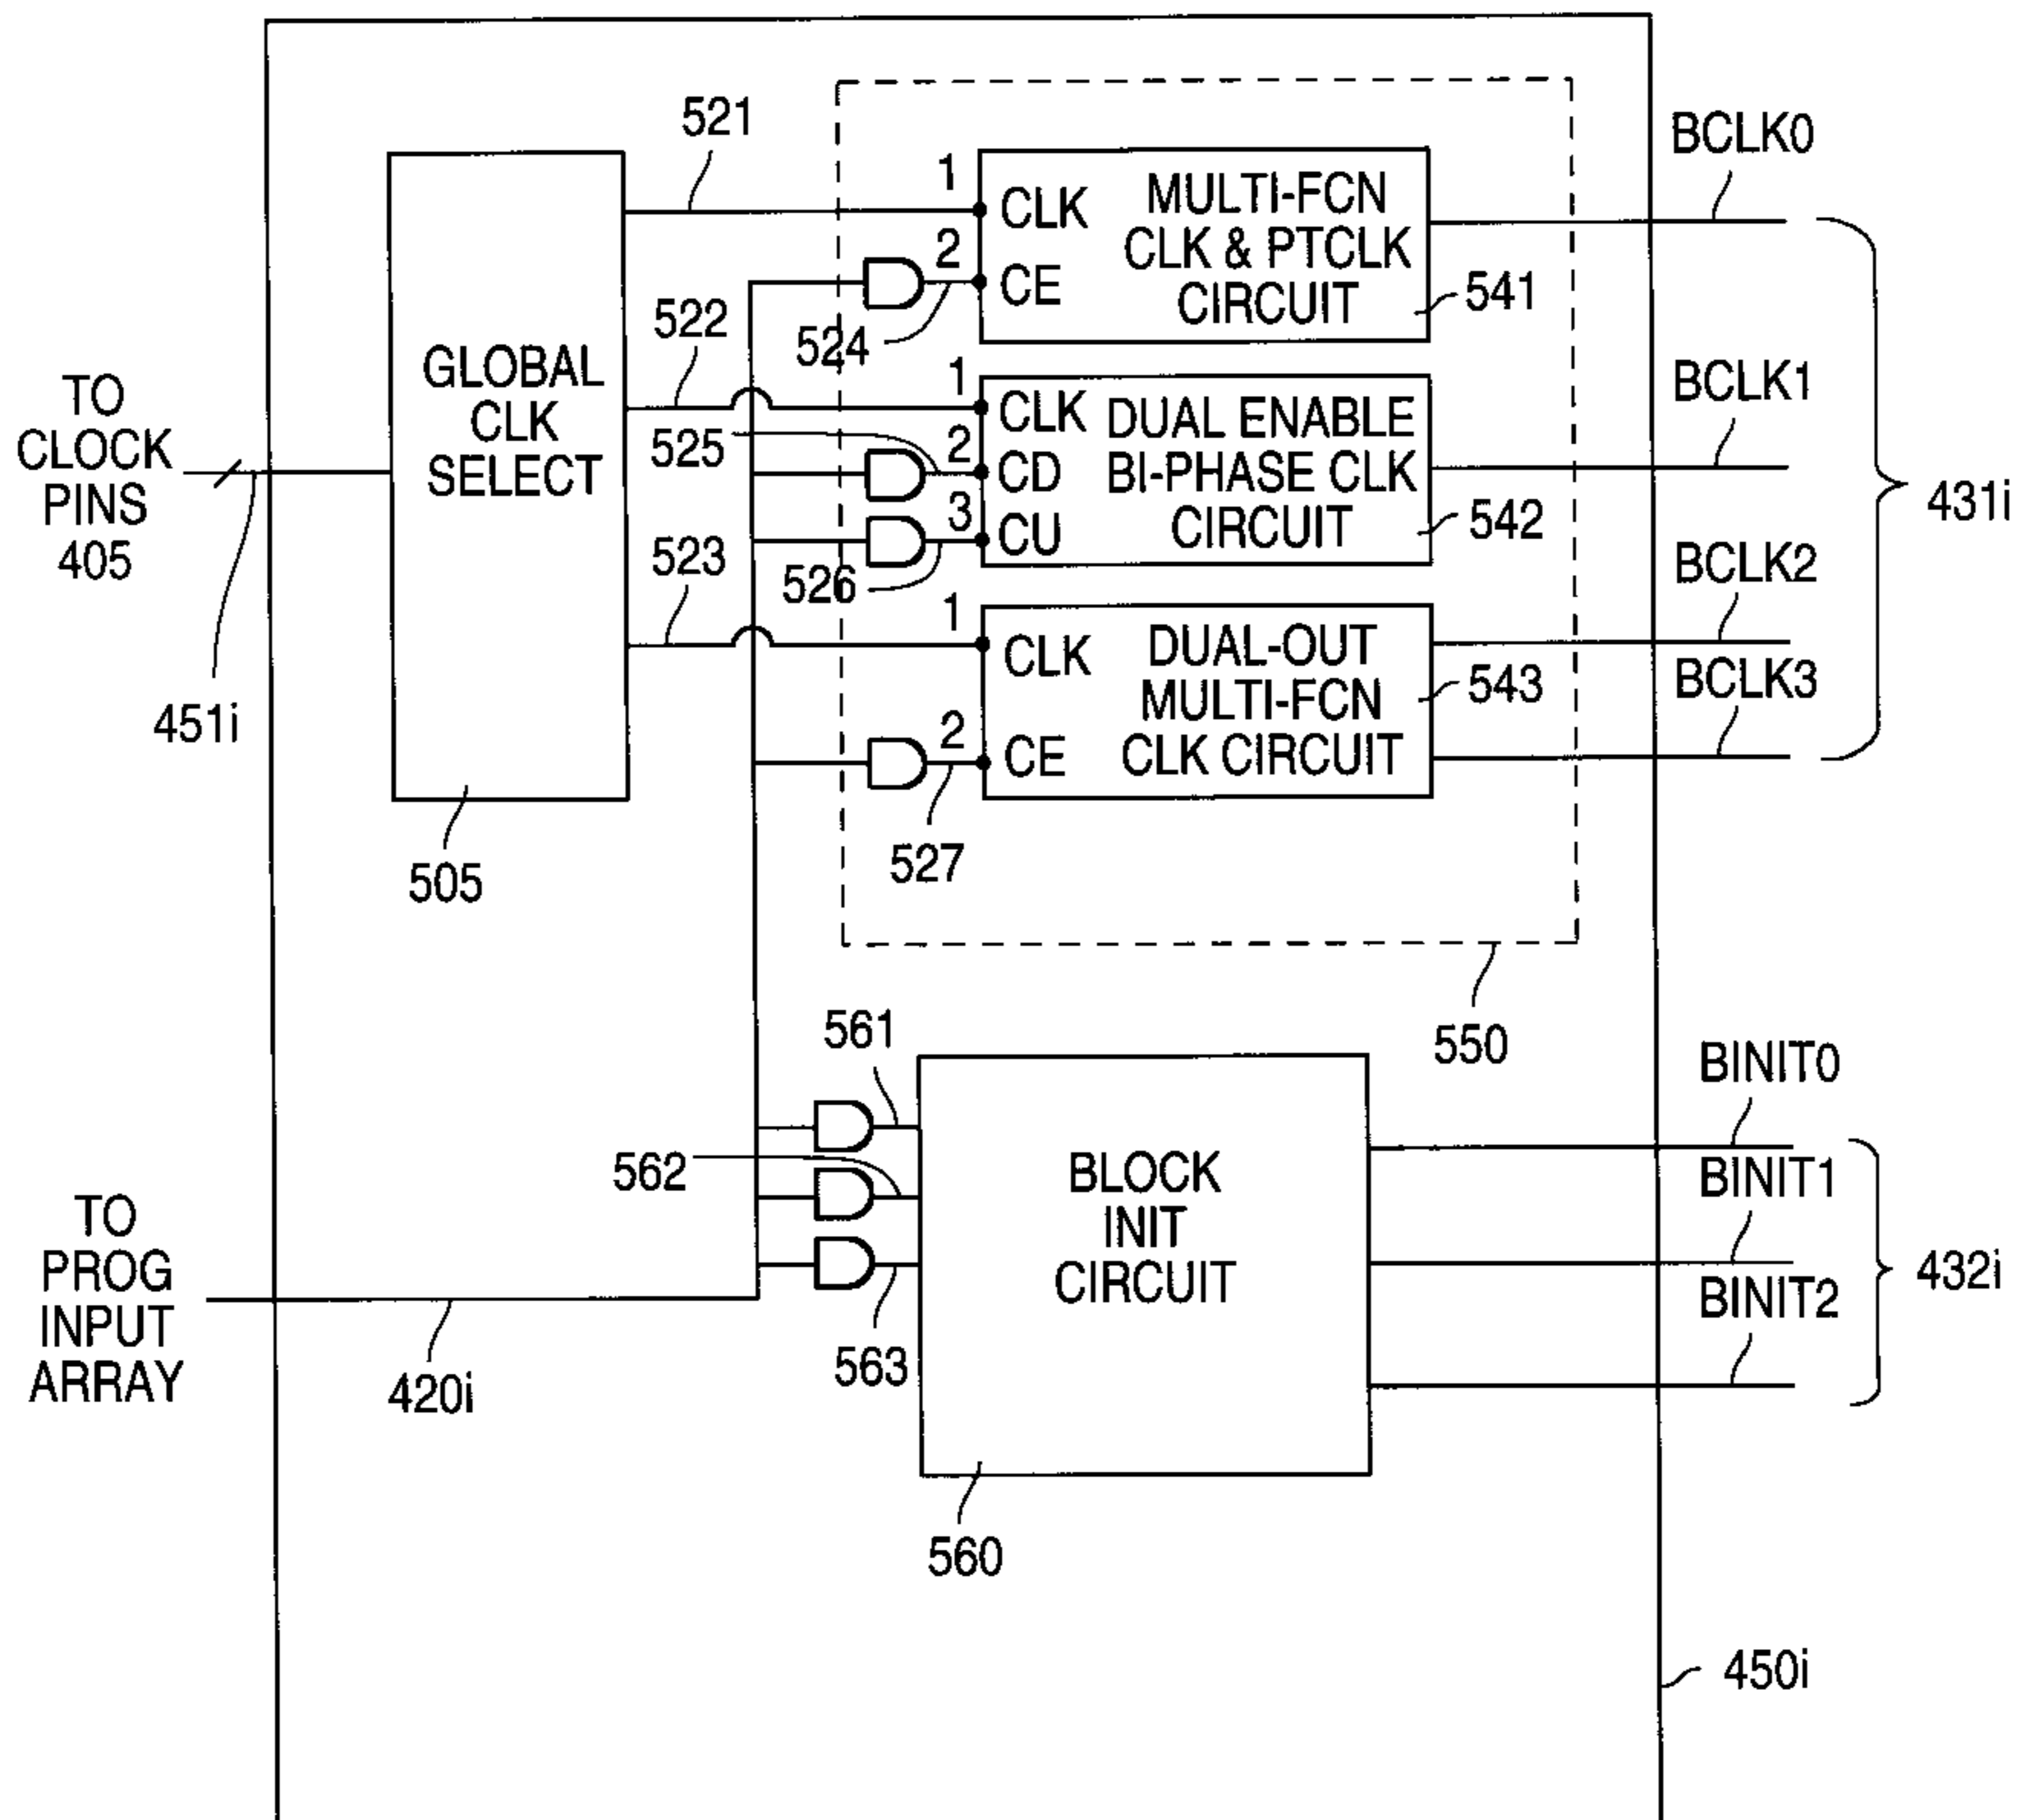 521
BCLK0
1
CLK
MULTI-FCN
CLK & PTCLK
CIRCUIT
2
CE
541
524
522
GLOBAL
CLK
SELECT
TO
CLOCK
PINS
405
1
CLK
DUAL ENABLE
BI-PHASE CLK
CIRCUIT
BCLK1
525
2
CD
3
CU
542
431i
526
523
BCLK2
1
CLK
DUAL-OUT
MULTI-FCN
CLK CIRCUIT
543
BCLK3
451i
2
CE
527
505
550
561
BINIT0
562
BLOCK
INIT
CIRCUIT
BINIT1
TO
PROG
INPUT
ARRAY
432i
BINIT2
563
420i
560
450i